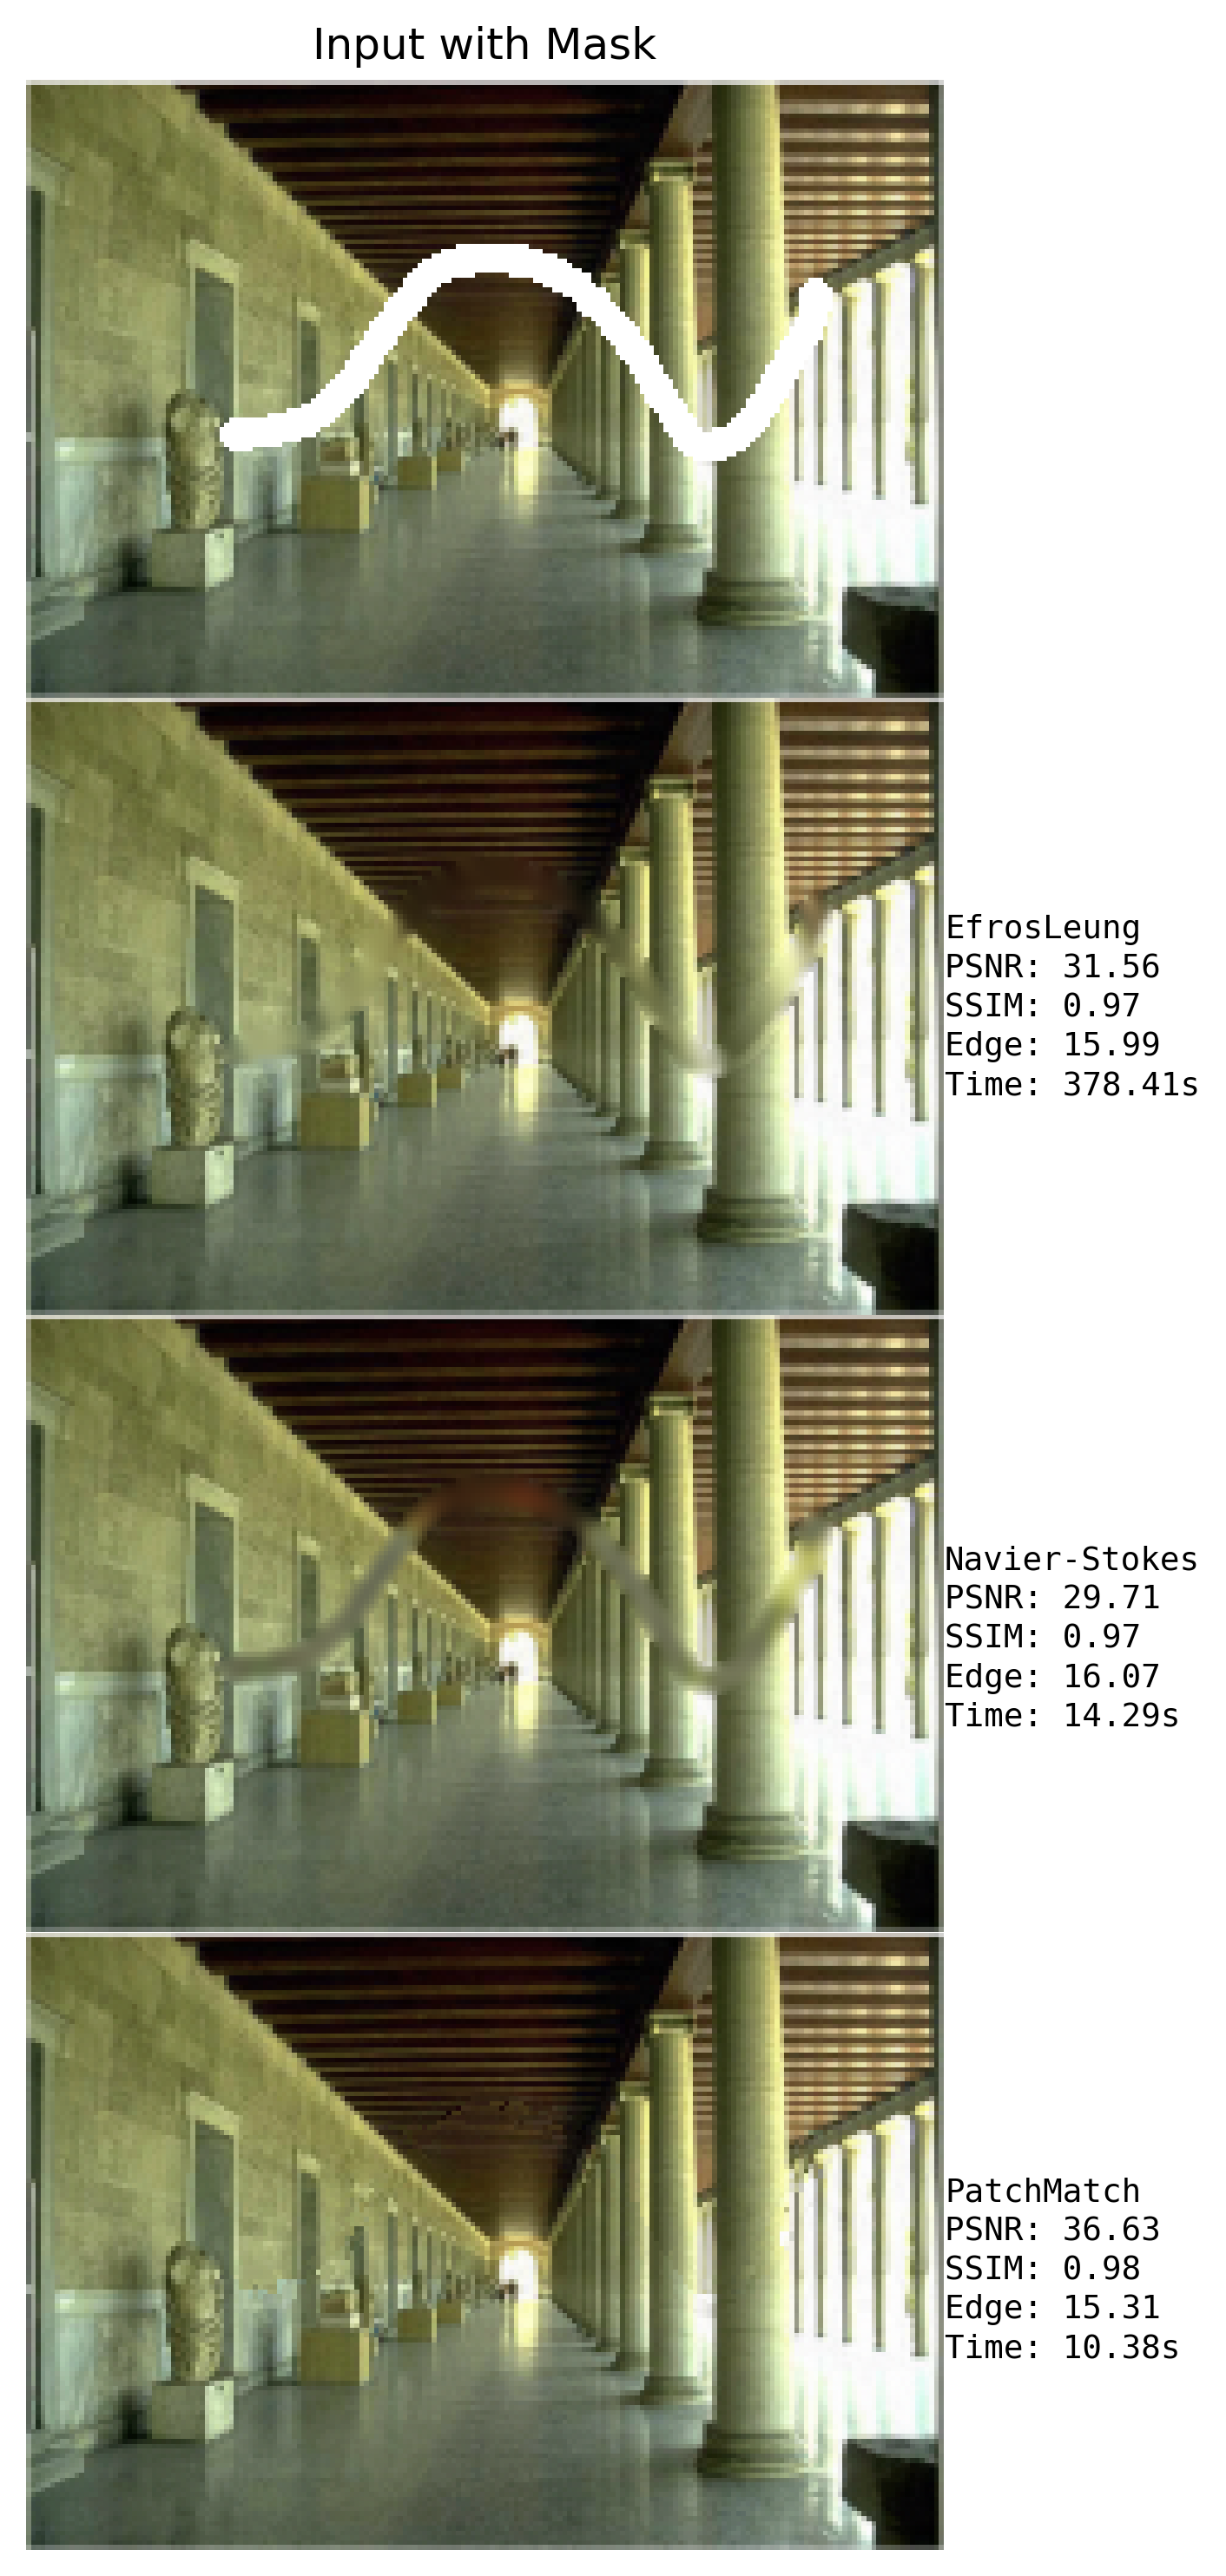 Input with Mask
EfrosLeung
PSNR: 31.56
SSIM: 0.97
Edge: 15.99
Time: 378.41s
Navier-Stokes
PSNR: 29.71
SSIM: 0.97
Edge: 16.07
Time: 14.29s
PatchMatch
PSNR: 36.63
SSIM: 0.98
Edge: 15.31
Time: 10.38s